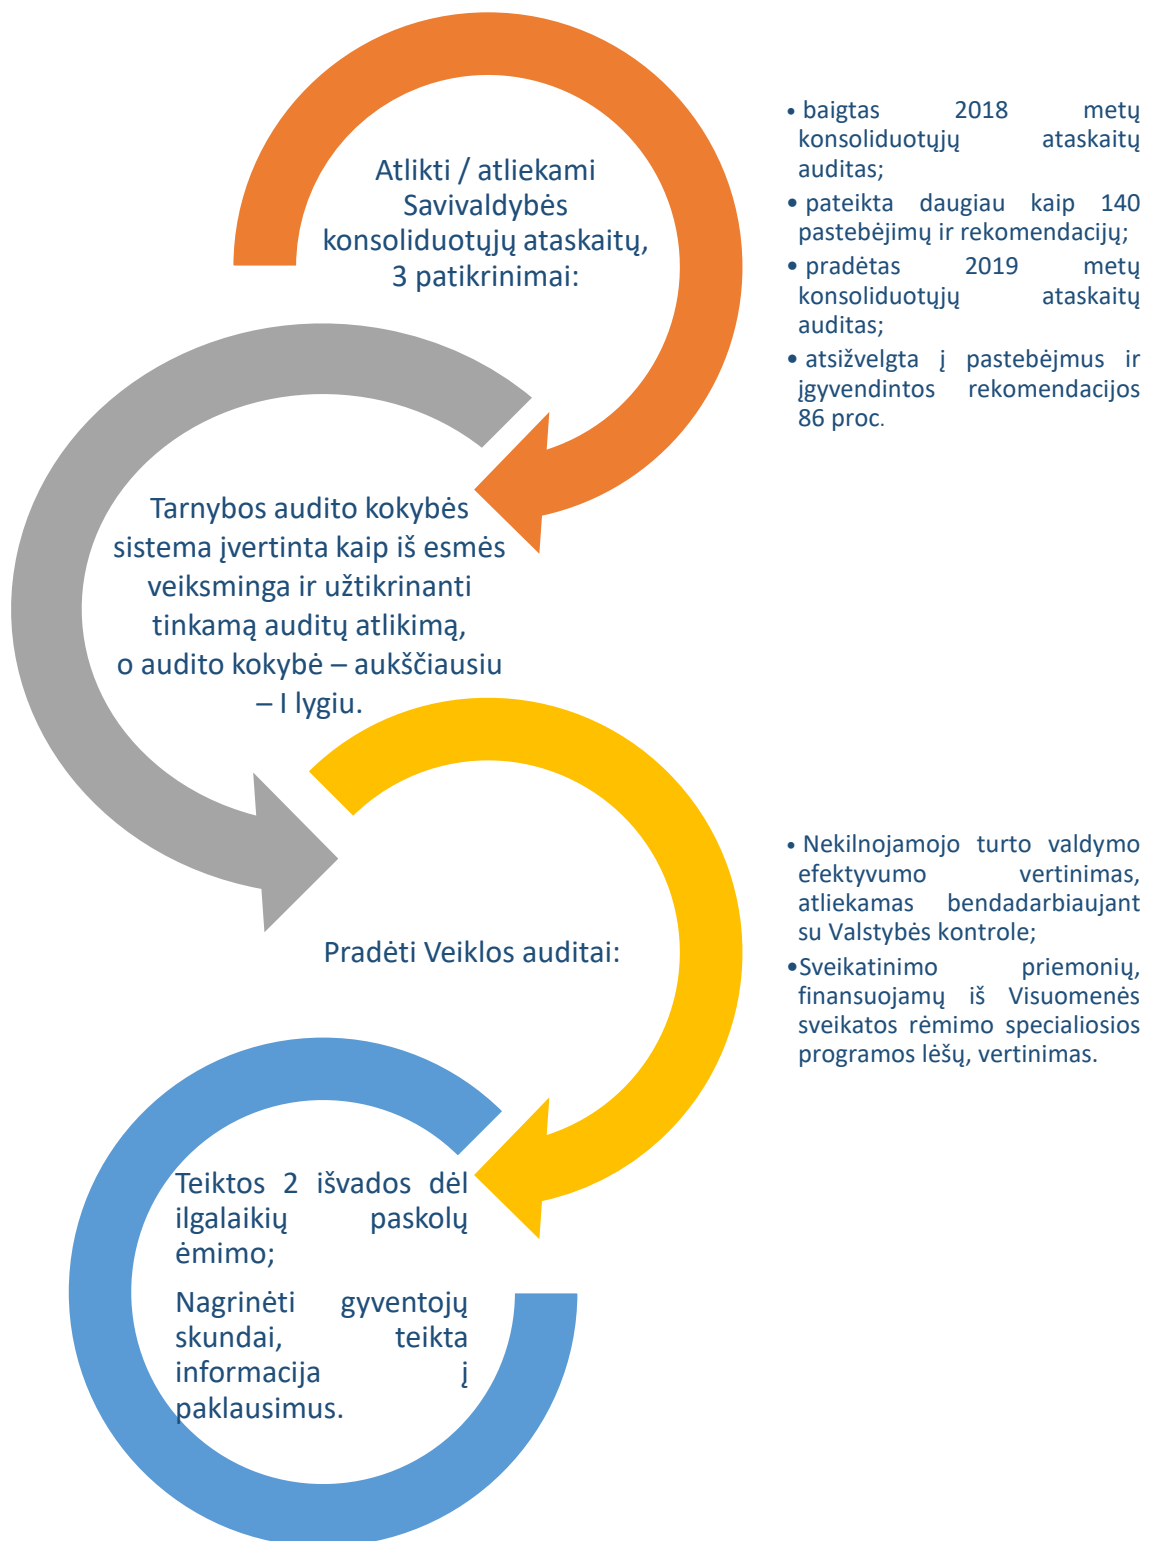 Atlikti / atliekami
Savivaldybės
konsoliduotųjų ataskaitų,
3 patikrinimai:
• baigtas 2018 metų
konsoliduotųjų ataskaitų
auditas;
• pateikta daugiau kaip 140
pastebėjimų ir rekomendacijų;
• pradėtas 2019 metų
konsoliduotųjų ataskaitų
auditas;
• atsižvelgta į pastebėjmus ir
įgyvendintos rekomendacijos
86 proc.
Tarnybos audito kokybės
sistema įvertinta kaip iš esmės
veiksminga ir užtikrinanti
tinkamą auditų atlikimą,
o audito kokybė – aukščiausiu
– I lygiu.
Pradėti Veiklos auditai:
• Nekilnojamojo turto valdymo
efektyvumo vertinimas,
atliekamas bendadarbiaujant
su Valstybės kontrole;
•Sveikatinimo priemonių,
finansuojamų iš Visuomenės
sveikatos rėmimo specialiosios
programos lėšų, vertinimas.
Teiktos 2 išvados dėl
ilgalaikių paskolų
ėmimo;
Nagrinėti gyventojų
skundai, teikta
informacija į
paklausimus.